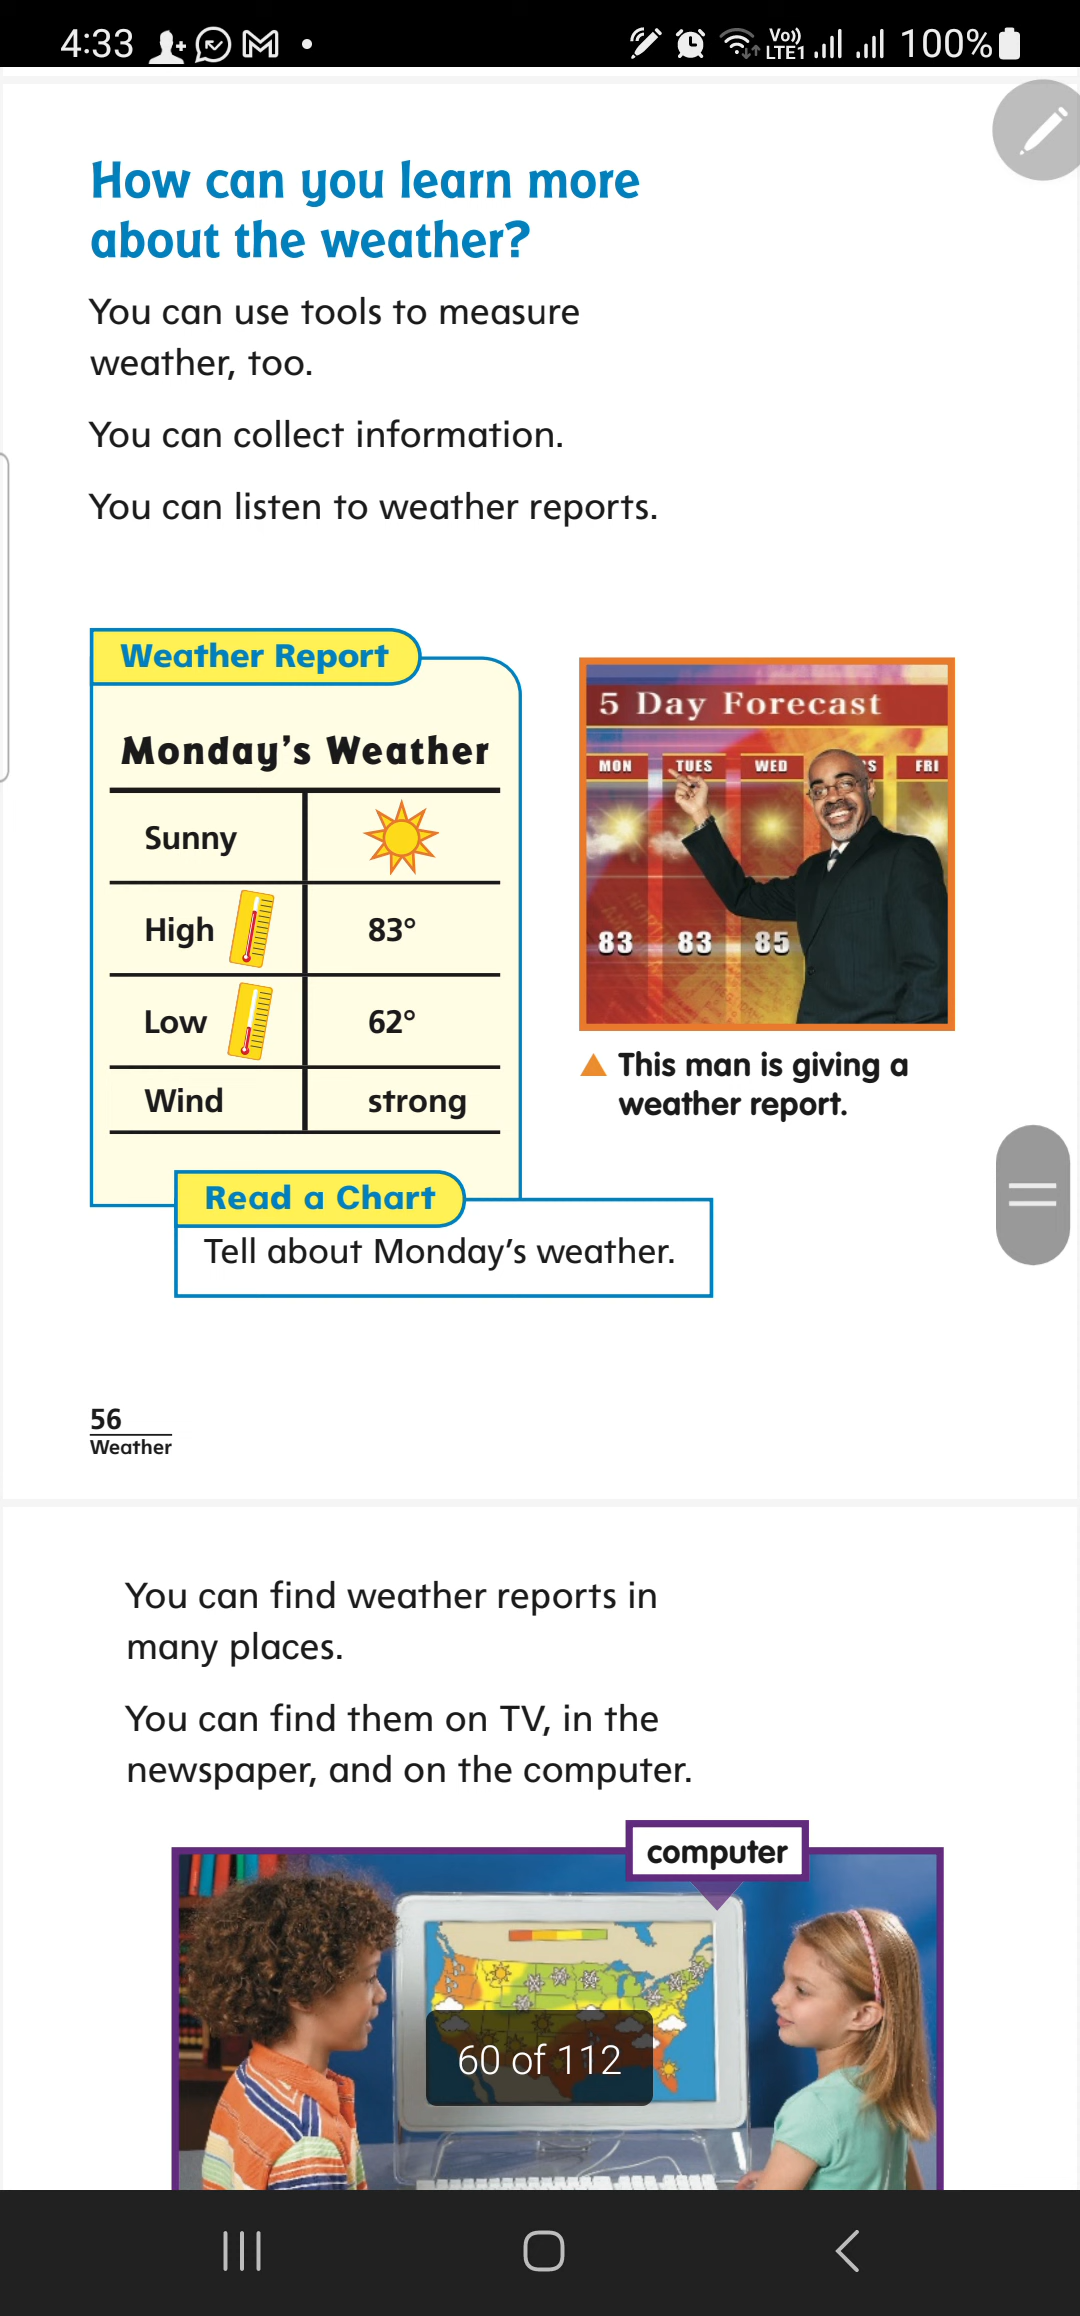 4:33
Vo))
LTE1
100%
How can you learn more
about the weather?
You can use tools to measure
weather, too.
You can collect information.
You can listen to weather reports.
Weather Report
Monday's Weather
Sunny
High 83°
Low 62°
Wind strong
5 Day Forecast
MON TUES WED S FRI
83 83 85
This man is giving a
weather report.
Read a Chart
Tell about Monday's weather.
56
Weather
You can find weather reports in
many places.
You can find them on TV, in the
newspaper, and on the computer.
computer
60 of 112